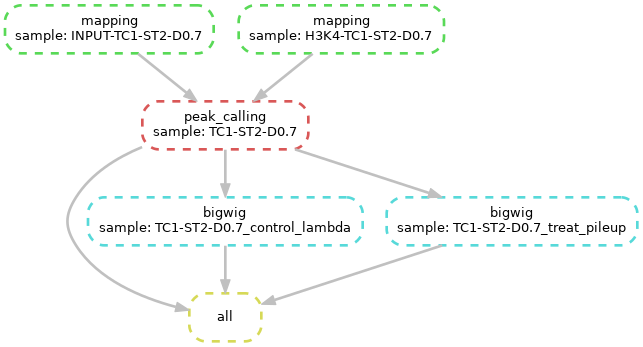 mapping
sample: INPUT-TC1-ST2-D0.7
mapping
sample: H3K4-TC1-ST2-D0.7
peak_calling
sample: TC1-ST2-D0.7
bigwig
sample: TC1-ST2-D0.7_control_lambda
bigwig
sample: TC1-ST2-D0.7_treat_pileup
all